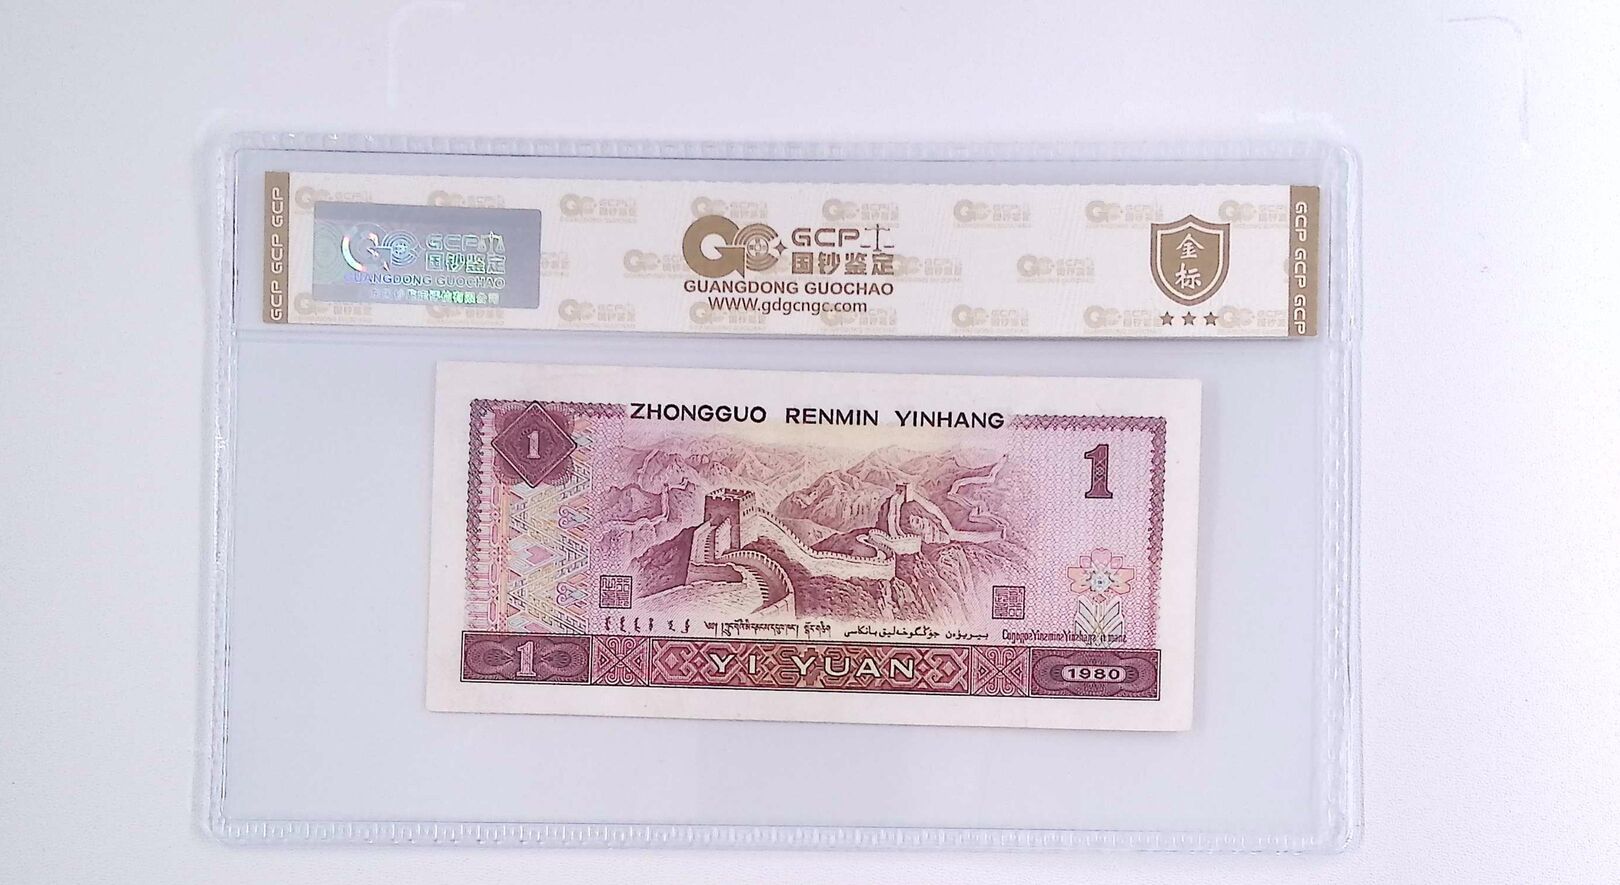 GCP GCP GCP
GCP
国钞鉴定
GUANGDONG GUOCHAO
GCP
国钞鉴定
GUANGDONG GUOCHAO
www.gdgcngc.com
金
标
GCP GCP GCP
ZHONGGUO RENMIN YINHANG
1
1
1
YI YUAN
1980